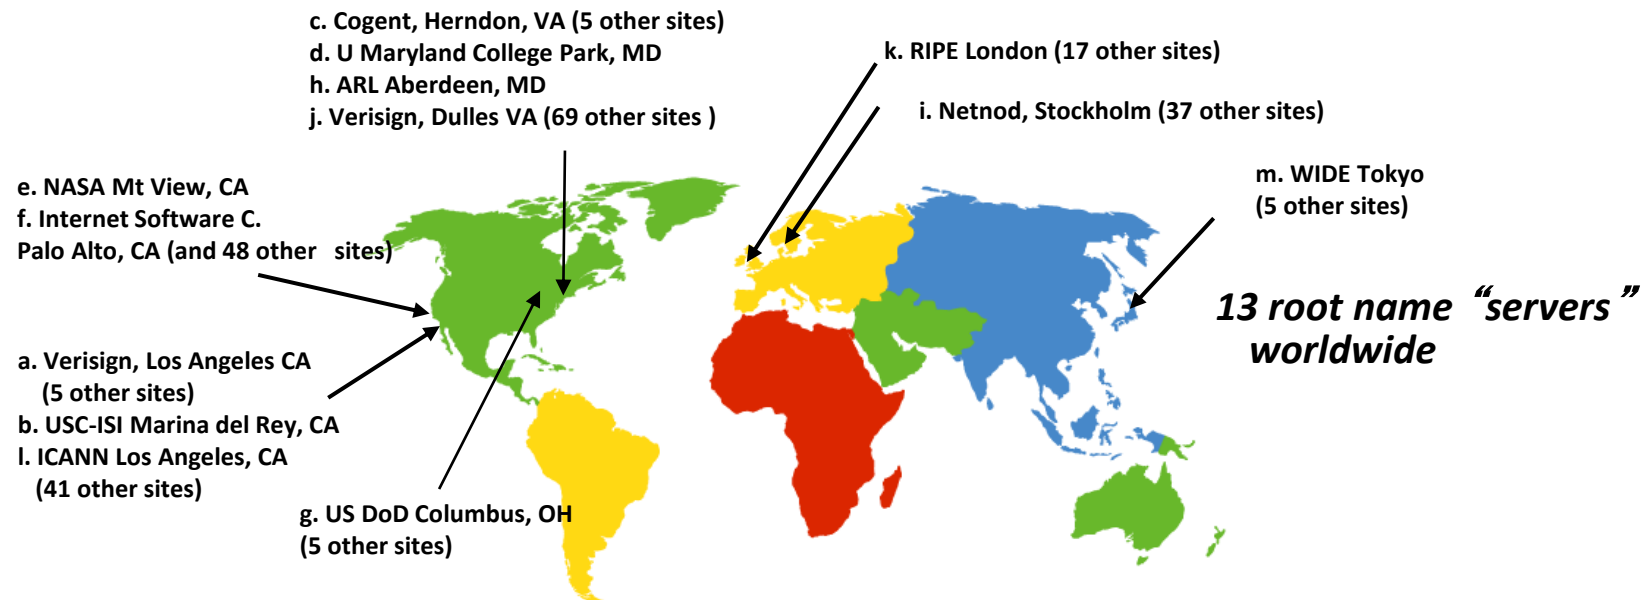 c. Cogent, Herndon, VA (5 other sites)
d. U Maryland College Park, MD
h. ARL Aberdeen, MD
j. Verisign, Dulles VA (69 other sites )
k. RIPE London (17 other sites)
i. Netnod, Stockholm (37 other sites)
m. WIDE Tokyo
(5 other sites)
e. NASA Mt View, CA
f. Internet Software C.
Palo Alto, CA (and 48 other sites)
13 root name “servers”
worldwide
a. Verisign, Los Angeles CA
(5 other sites)
b. USC-ISI Marina del Rey, CA
l. ICANN Los Angeles, CA
(41 other sites)
g. US DoD Columbus, OH
(5 other sites)